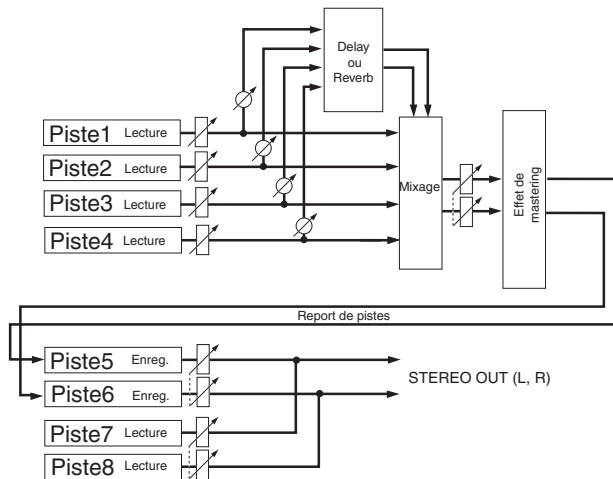 Delay
ou
Reverb
Piste1 Lecture
Piste2 Lecture
Piste3 Lecture
Piste4 Lecture
Mixage
Effet de
mastering
Report de pistes
Piste5 Enreg.
Piste6 Enreg.
STEREO OUT (L, R)
Piste7 Lecture
Piste8 Lecture